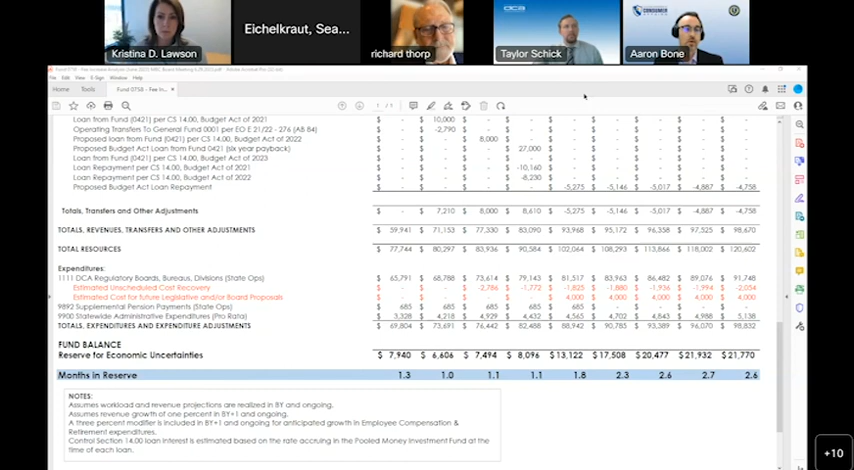 dca
CONSUMER
Kristina D. Lawson
Eichelkraut, Sea...
richard thorp
Taylor Schick
Aaron Bone
File Edit View E-Sign Window Help
Home Tools Fund 0758 - Fee In... ×
Loan from Fund (0421) per CS 14.00, Budget Act of 2021 $ - $ 10,000 $ - $ - $ - $ - $ - $ - $ -
Operating Transfers To General Fund 0001 per EO E 21/22 - 276 (AB 84) $ - $ -2,790 $ - $ - $ - $ - $ - $ - $ -
Proposed loan from Fund (0421) per CS 14.00, Budget Act of 2022 $ - $ - $ 8,000 $ - $ - $ - $ - $ - $ -
Proposed Budget Act Loan from Fund 0421 (six year payback) $ - $ - $ - $ 27,000 $ - $ - $ - $ - $ -
Loan from Fund (0421) per CS 14.00, Budget Act of 2023 $ - $ - $ - $ - $ - $ - $ - $ - $ -
Loan Repayment per CS 14.00, Budget Act of 2021 $ - $ - $ - $ -10,160 $ - $ - $ - $ - $ -
Loan Repayment per CS 14.00, Budget Act of 2022 $ - $ - $ - $ -8,230 $ - $ - $ - $ - $ -
Proposed Budget Act Loan Repayment $ - $ - $ - $ - $ -5,275 $ -5,146 $ -5,017 $ -4,887 $ -4,758
Totals, Transfers and Other Adjustments $ - $ 7,210 $ 8,000 $ 8,610 $ -5,275 $ -5,146 $ -5,017 $ -4,887 $ -4,758
TOTALS, REVENUES, TRANSFERS AND OTHER ADJUSTMENTS $ 59,941 $ 71,153 $ 77,330 $ 83,090 $ 93,968 $ 95,172 $ 96,358 $ 97,525 $ 98,670
TOTAL RESOURCES $ 77,744 $ 80,297 $ 83,936 $ 90,584 $ 102,064 $ 108,293 $ 113,866 $ 118,002 $ 120,602
Expenditures:
1111 DCA Regulatory Boards, Bureaus, Divisions (State Ops) $ 65,791 $ 68,788 $ 73,614 $ 79,143 $ 81,517 $ 83,963 $ 86,482 $ 89,076 $ 91,748
Estimated Unscheduled Cost Recovery $ - $ - $ -2,786 $ -1,772 $ -1,825 $ -1,880 $ -1,936 $ -1,994 $ -2,054
Estimated Cost for future Legislative and/or Board Proposals $ - $ - $ - $ - $ 4,000 $ 4,000 $ 4,000 $ 4,000 $ 4,000
9892 Supplemental Pension Payments (State Ops) $ 685 $ 685 $ 685 $ 685 $ 685 $ - $ - $ - $ -
9900 Statewide Administrative Expenditures (Pro Rata) $ 3,328 $ 4,218 $ 4,929 $ 4,432 $ 4,565 $ 4,702 $ 4,843 $ 4,988 $ 5,138
TOTALS, EXPENDITURES AND EXPENDITURE ADJUSTMENTS $ 69,804 $ 73,691 $ 76,442 $ 82,488 $ 88,942 $ 90,785 $ 93,389 $ 96,070 $ 98,832
FUND BALANCE
Reserve for Economic Uncertainties $ 7,940 $ 6,606 $ 7,494 $ 8,096 $ 13,122 $ 17,508 $ 20,477 $ 21,932 $ 21,770
Months in Reserve 1.3 1.0 1.1 1.1 1.8 2.3 2.6 2.7 2.6
NOTES:
Assumes workload and revenue projections are realized in BY and ongoing.
Assumes revenue growth of one percent in BY+1 and ongoing.
A three percent modifier is included in BY+1 and ongoing for anticipated growth in Employee Compensation &
Retirement expenditures.
Control Section 14.00 loan interest is estimated based on the rate accruing in the Pooled Money Investment Fund at the
time of each loan.
+10